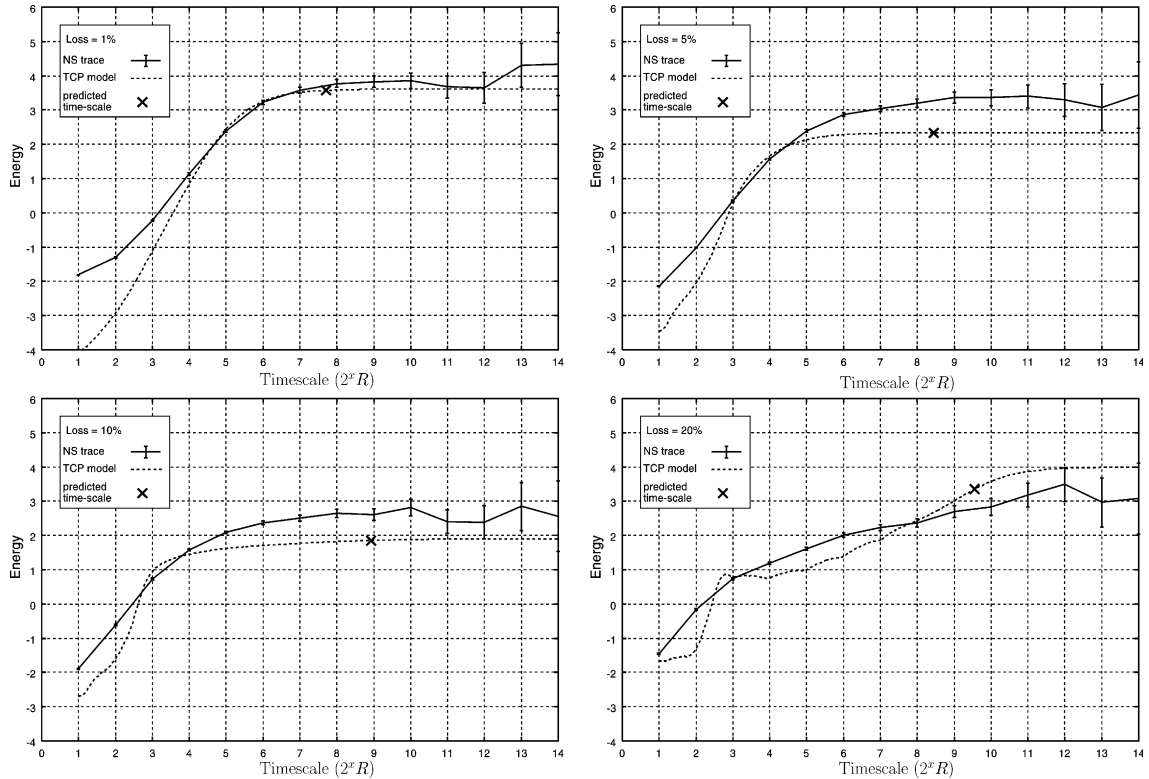 6
5
4
3
2
1
0
-1
-2
-3
-4
Energy
Loss = 1%
NS trace
TCP model
predicted
time-scale
0 1 2 3 4 5 6 7 8 9 10 11 12 13 14
Timescale (2^x R)
6
5
4
3
2
1
0
-1
-2
-3
-4
Energy
Loss = 5%
NS trace
TCP model
predicted
time-scale
0 1 2 3 4 5 6 7 8 9 10 11 12 13 14
Timescale (2^x R)
6
5
4
3
2
1
0
-1
-2
-3
-4
Energy
Loss = 10%
NS trace
TCP model
predicted
time-scale
0 1 2 3 4 5 6 7 8 9 10 11 12 13 14
Timescale (2^x R)
6
5
4
3
2
1
0
-1
-2
-3
-4
Energy
Loss = 20%
NS trace
TCP model
predicted
time-scale
0 1 2 3 4 5 6 7 8 9 10 11 12 13 14
Timescale (2^x R)